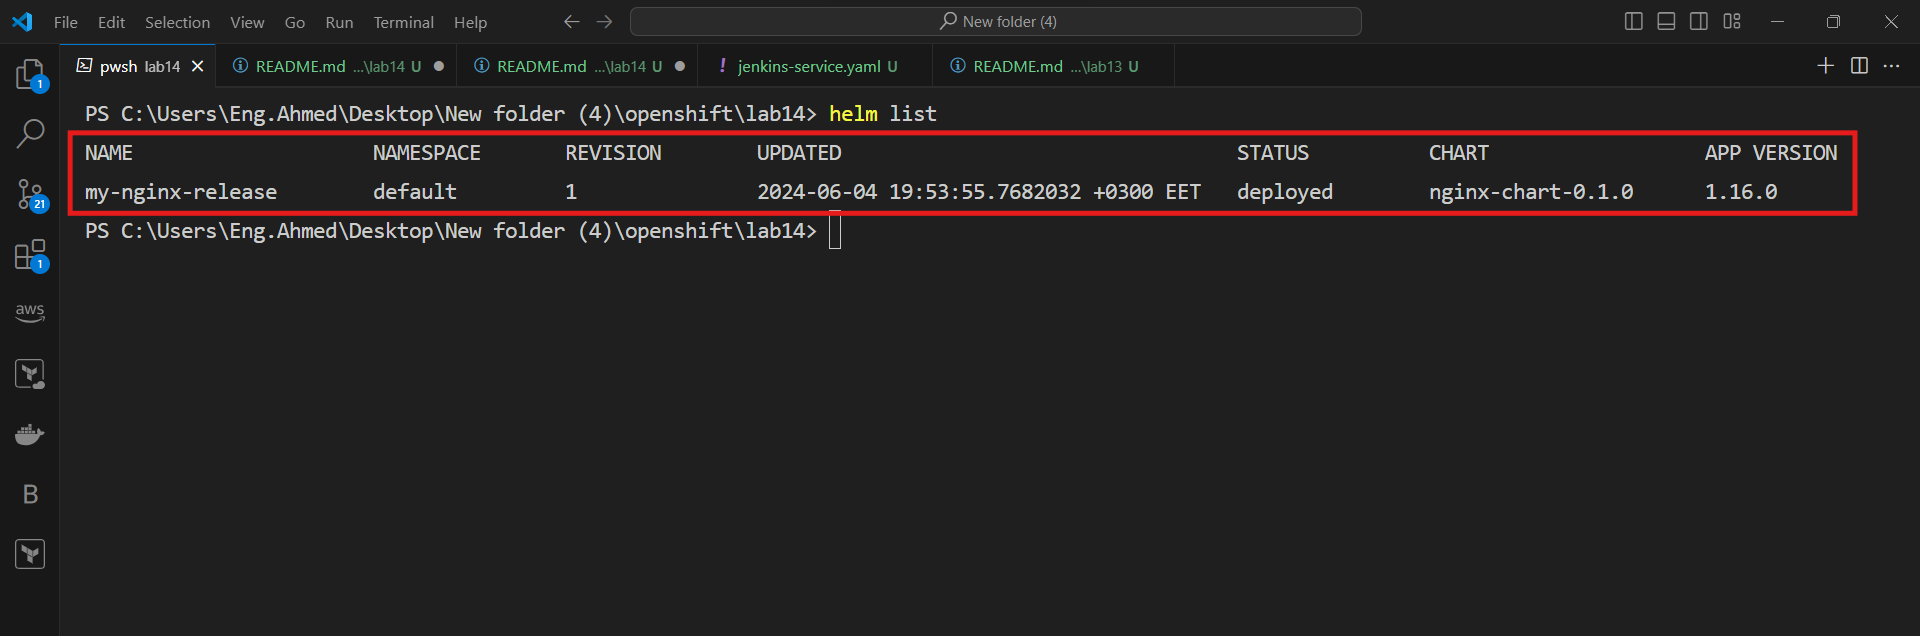 File Edit Selection View Go Run Terminal Help New folder (4)
pwsh lab14 README.md ...\lab14 U README.md ...\lab14 U ! jenkins-service.yaml U README.md ...\lab13 U
1
21
1
aws
B
PS C:\Users\Eng.Ahmed\Desktop\New folder (4)\openshift\lab14> helm list
NAME NAMESPACE REVISION UPDATED STATUS CHART APP VERSION
my-nginx-release default 1 2024-06-04 19:53:55.7682032 +0300 EET deployed nginx-chart-0.1.0 1.16.0
PS C:\Users\Eng.Ahmed\Desktop\New folder (4)\openshift\lab14>